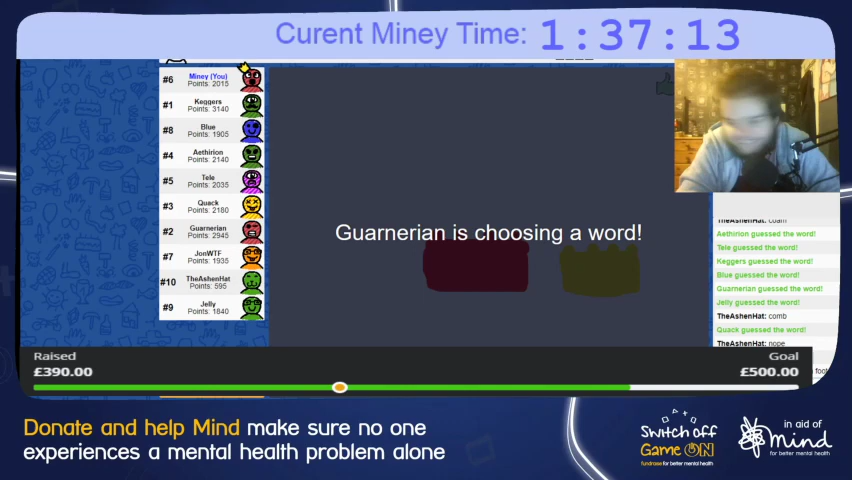 Curent Miney Time: 1:37:13
#6 Miney (You)
Points: 2015
#1 Keggers
Points: 3140
#8 Blue
Points: 1905
#4 Aethirion
Points: 2140
#5 Tele
Points: 2035
#3 Quack
Points: 2180
#2 Guarnerian
Points: 2945
#7 JonWTF
Points: 1935
#10 TheAshenHat
Points: 595
#9 Jelly
Points: 1840
Guarnerian is choosing a word!
TheAshenHat: coam
Aethirion guessed the word!
Tele guessed the word!
Keggers guessed the word!
Blue guessed the word!
Guarnerian guessed the word!
Jelly guessed the word!
TheAshenHat: comb
Quack guessed the word!
TheAshenHat: nope
Raised
£390.00
Goal
£500.00
Donate and help Mind make sure no one
experiences a mental health problem alone
Switch off
Game ON
fundraise for better mental health
in aid of
mind
for better mental health